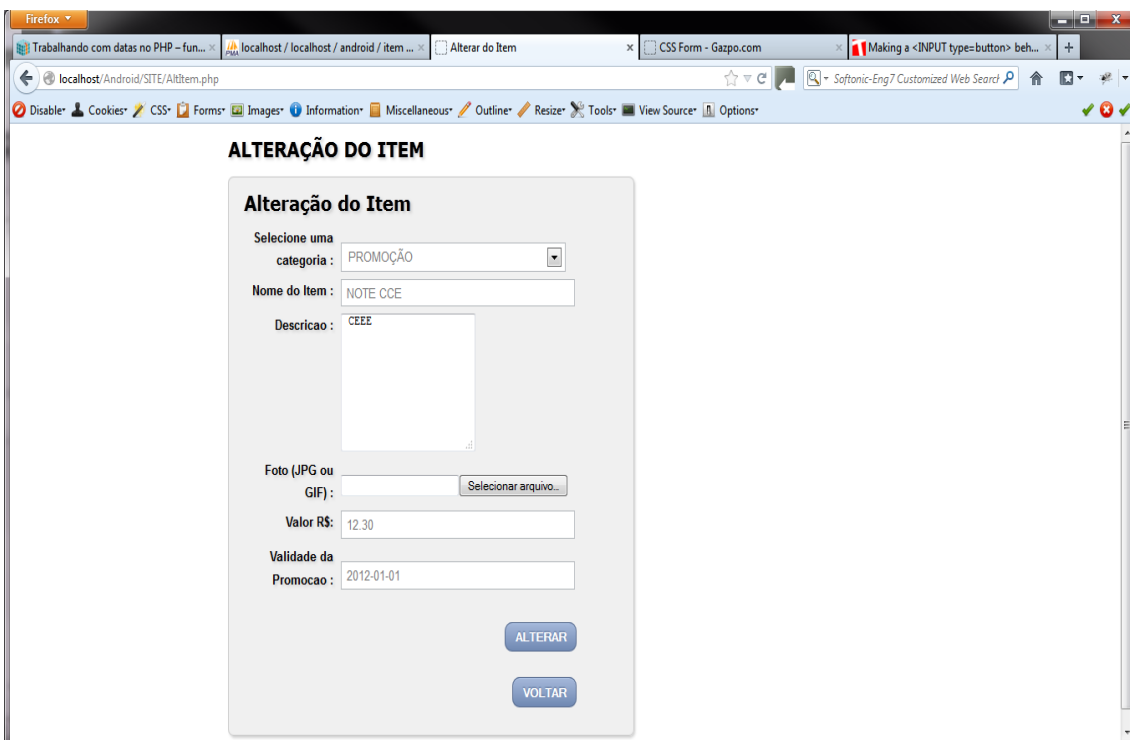 Firefox
Trabalhando com datas no PHP – fun...
PMA localhost / localhost / android / item ...
Alterar do Item
CSS Form - Gazpo.com
Making a <INPUT type=button> beh...
localhost/Android/SITE/AltItem.php
Softonic-Eng7 Customized Web Search
Disable Cookies CSS Forms Images Information Miscellaneous Outline Resize Tools View Source Options
ALTERAÇÃO DO ITEM
Alteração do Item
Selecione uma
categoria : PROMOÇÃO
Nome do Item : NOTE CCE
Descricao : CEEE
Foto (JPG ou
GIF) : Selecionar arquivo...
Valor R$: 12.30
Validade da
Promocao : 2012-01-01
ALTERAR
VOLTAR